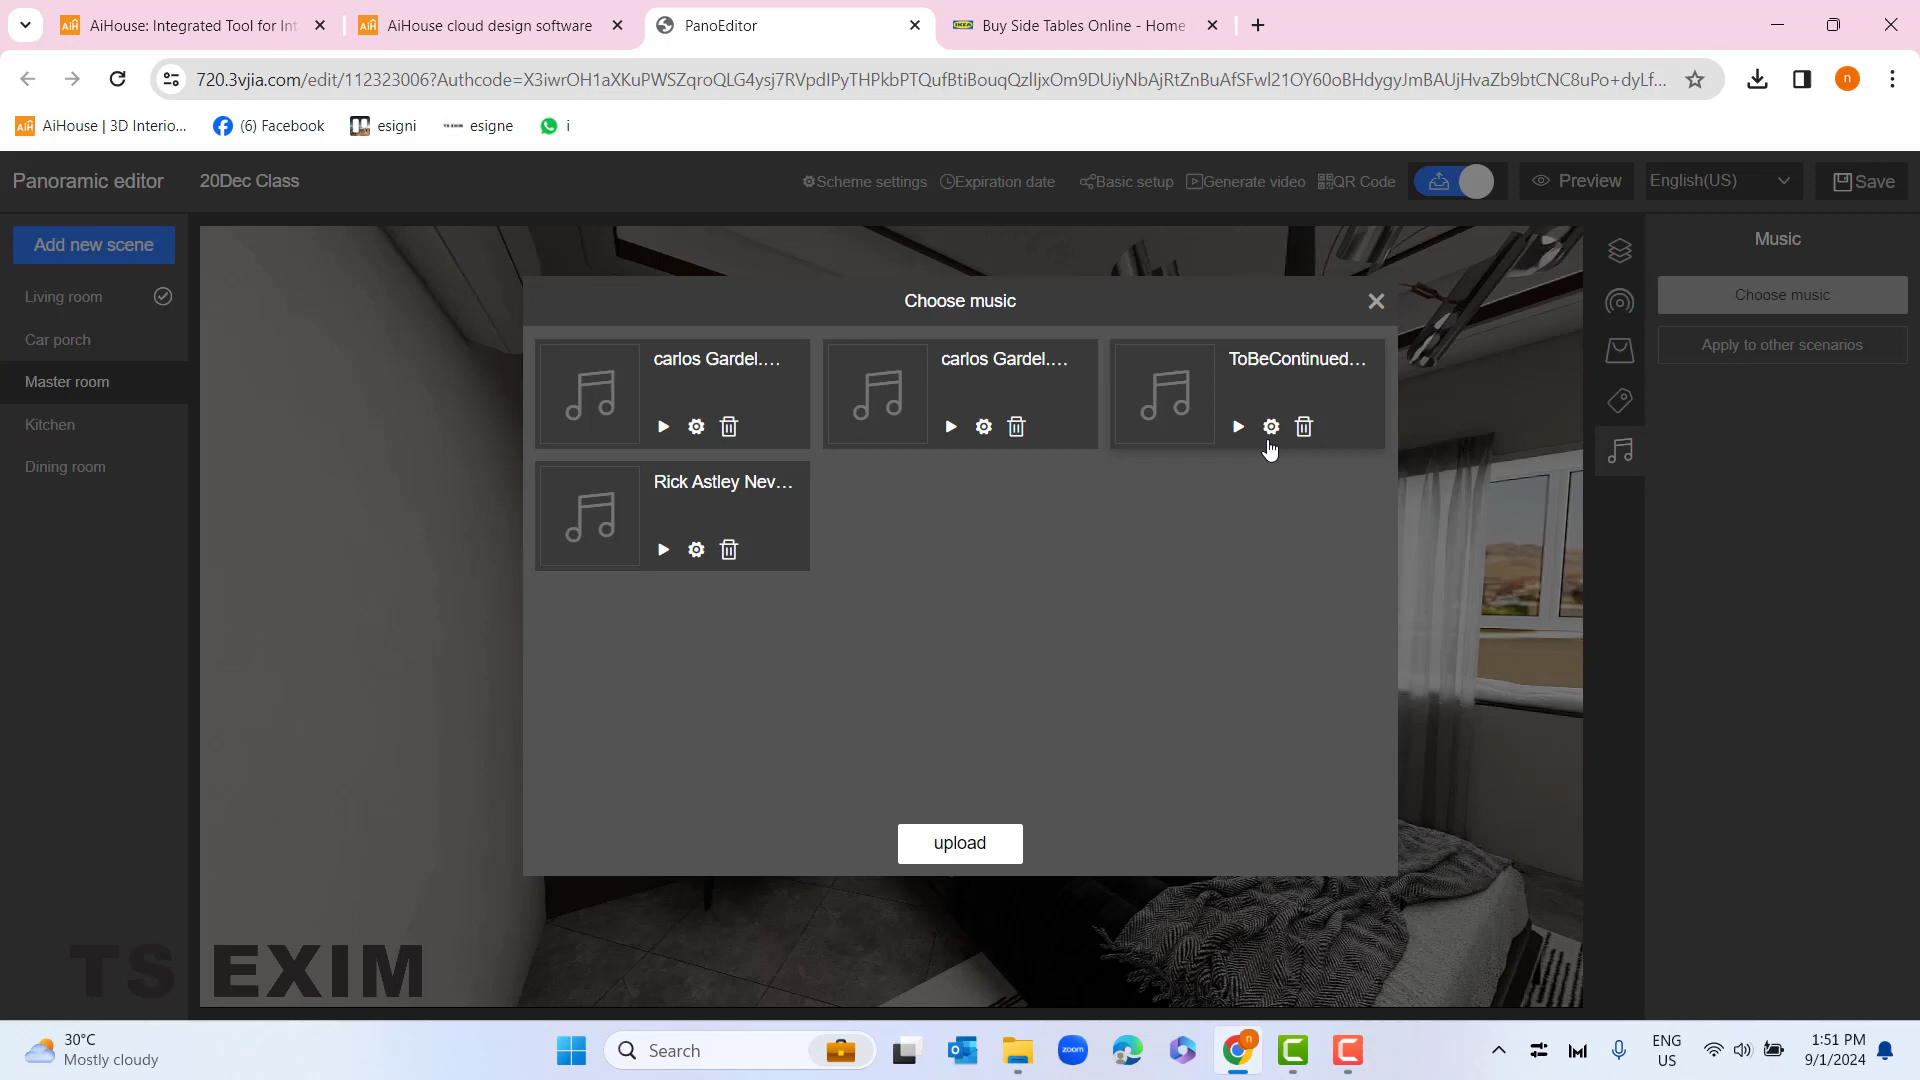 AiHouse: Integrated Tool for Int
AiHouse cloud design software
PanoEditor
Buy Side Tables Online - Home
720.3vjia.com/edit/112323006?Authcode=X3iwrOH1aXKuPWSZqroQLG4ysj7RVpdIPyTHPkbPTQufBtiBouqQzlIjxOm9DUiyNbAjRtZnBuAfSFwl21OY60oBHdygyJmBAUjHvaZb9btCNC8uPo+dyLf...
n
AiHouse | 3D Interio...
(6) Facebook
esigni
esigne
i
Panoramic editor
20Dec Class
Scheme settings
Expiration date
Basic setup
Generate video
QR Code
Preview
English(US)
Save
Add new scene
Living room
Car porch
Master room
Kitchen
Dining room
Music
Choose music
Apply to other scenarios
Choose music
carlos Gardel....
carlos Gardel....
ToBeContinued...
Rick Astley Nev...
upload
TS EXIM
30°C
Mostly cloudy
Search
zoom
ENG
US
1:51 PM
9/1/2024